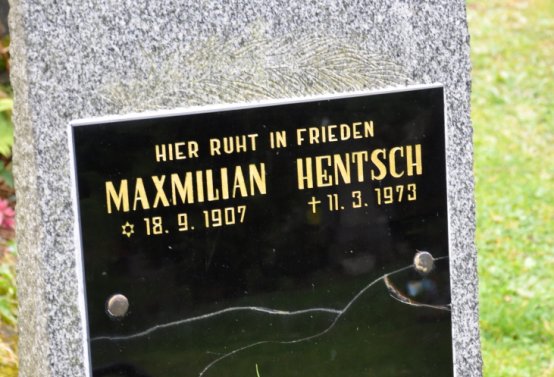 HIER RUHT IN FRIEDEN
MAXMILIAN HENTSCH
✡ 18. 9. 1907 † 11. 3. 1973